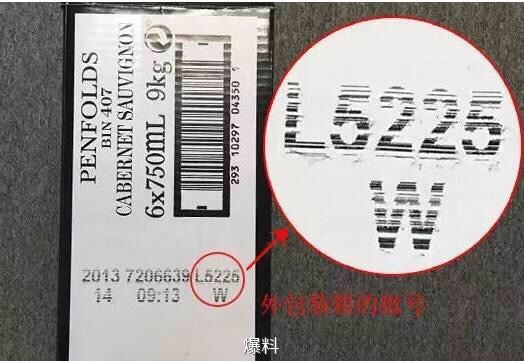 PENFOLDS
BIN 407
CABERNET SAUVIGNON
6x750mL 9kg e
293 10297 04350 1
2013 7206639 L5225
14 09:13 W
L5225
W
外包装箱的批号
爆料